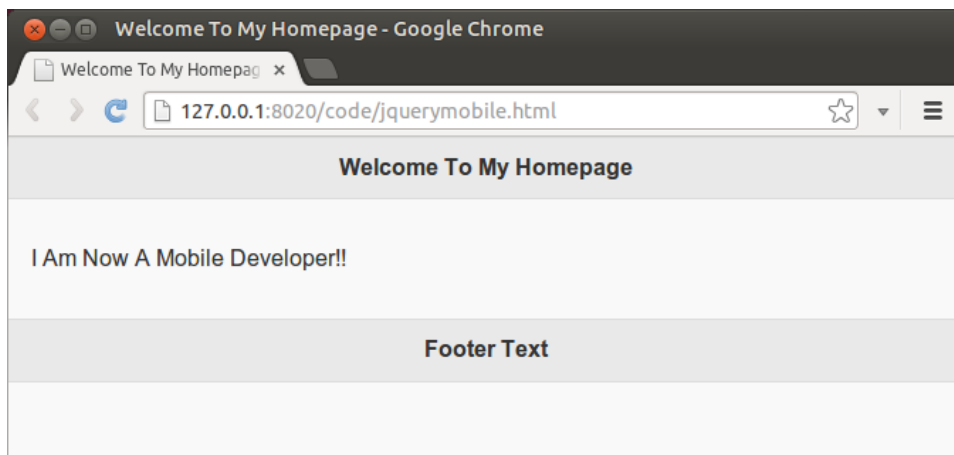 Welcome To My Homepage - Google Chrome
Welcome To My Homepag
127.0.0.1:8020/code/jquerymobile.html
Welcome To My Homepage
I Am Now A Mobile Developer!!
Footer Text